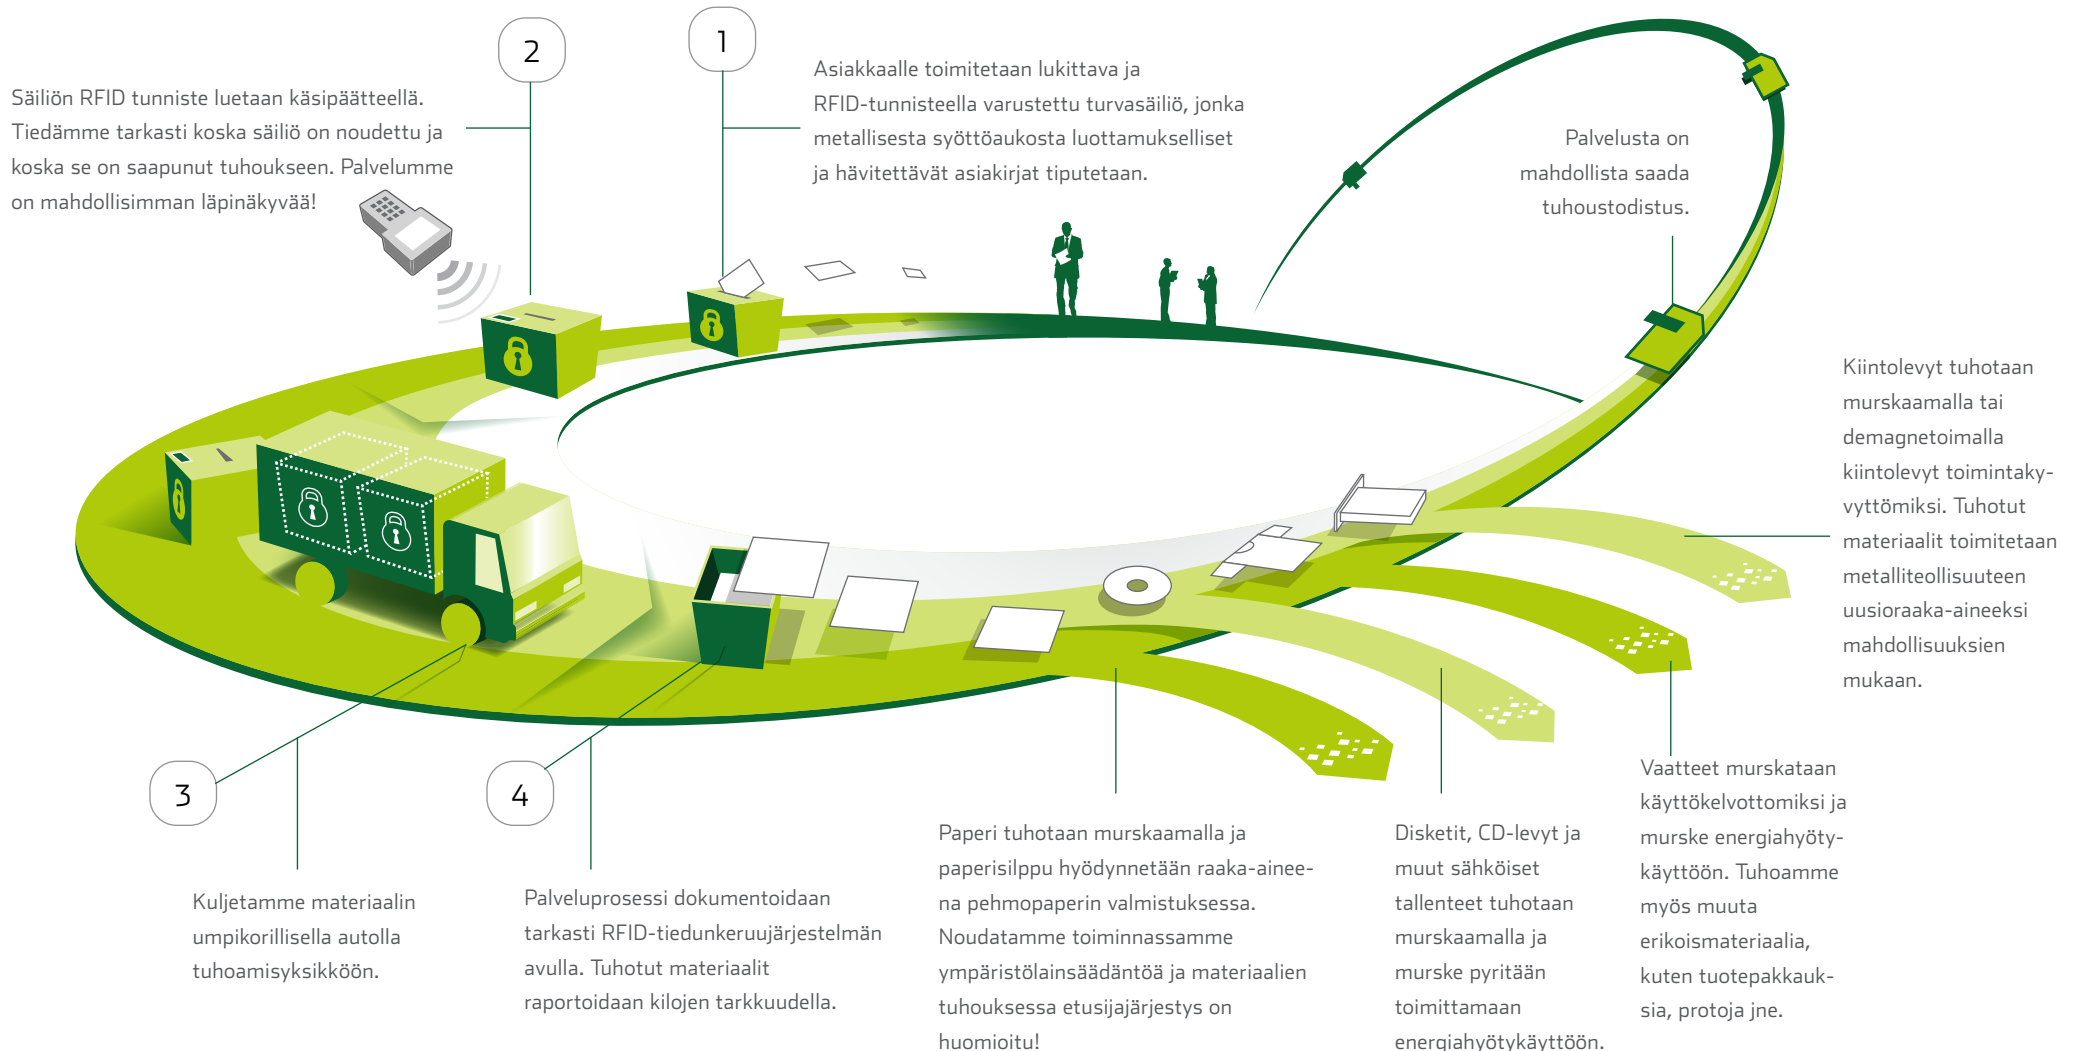 1
Asiakkaalle toimitetaan lukittava ja
RFID-tunnisteella varustettu turvasäiliö, jonka
metallisesta syöttöaukosta luottamukselliset
ja hävitettävät asiakirjat tiputetaan.
2
Säiliön RFID tunniste luetaan käsipäätteellä.
Tiedämme tarkasti koska säiliö on noudettu ja
koska se on saapunut tuhoukseen. Palvelumme
on mahdollisimman läpinäkyvää!
3
Kuljetamme materiaalin
umpikorillisella autolla
tuhoamisyksikköön.
4
Palveluprosessi dokumentoidaan
tarkasti RFID-tiedunkeruujärjestelmän
avulla. Tuhotut materiaalit
raportoidaan kilojen tarkkuudella.
Paperi tuhotaan murskaamalla ja
paperisilppu hyödynnetään raaka-ainee-
na pehmopaperin valmistuksessa.
Noudatamme toiminnassamme
ympäristölainsäädäntöä ja materiaalien
tuhouksessa etusijajärjestys on
huomioitu!
Disketit, CD-levyt ja
muut sähköiset
tallenteet tuhotaan
murskaamalla ja
murske pyritään
toimittamaan
energiahyötykäyttöön.
Vaatteet murskataan
käyttökelvottomiksi ja
murske energiahyöty-
käyttöön. Tuhoamme
myös muuta
erikoismateriaalia,
kuten tuotepakkauk-
sia, protoja jne.
Kiintolevyt tuhotaan
murskaamalla tai
demagnetoimalla
kiintolevyt toimintaky-
vyttömiksi. Tuhotut
materiaalit toimitetaan
metalliteollisuuteen
uusioraaka-aineeksi
mahdollisuuksien
mukaan.
Palvelusta on
mahdollista saada
tuhoustodistus.